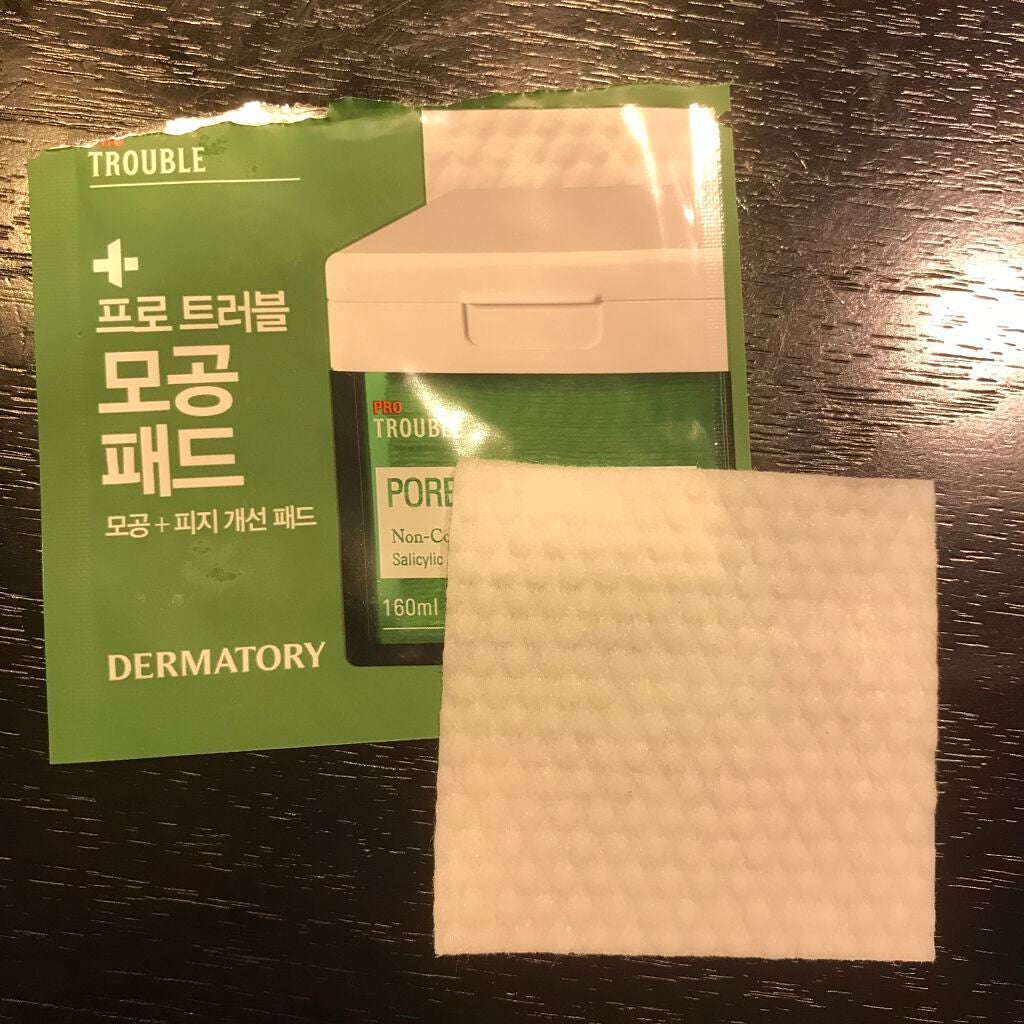 TROUBLE
프로 트러블
모공
패드
모공 + 피지 개선 패드
DERMATORY
PRO
TROUBL
PORE
Non-Co
Salicylic
160ml